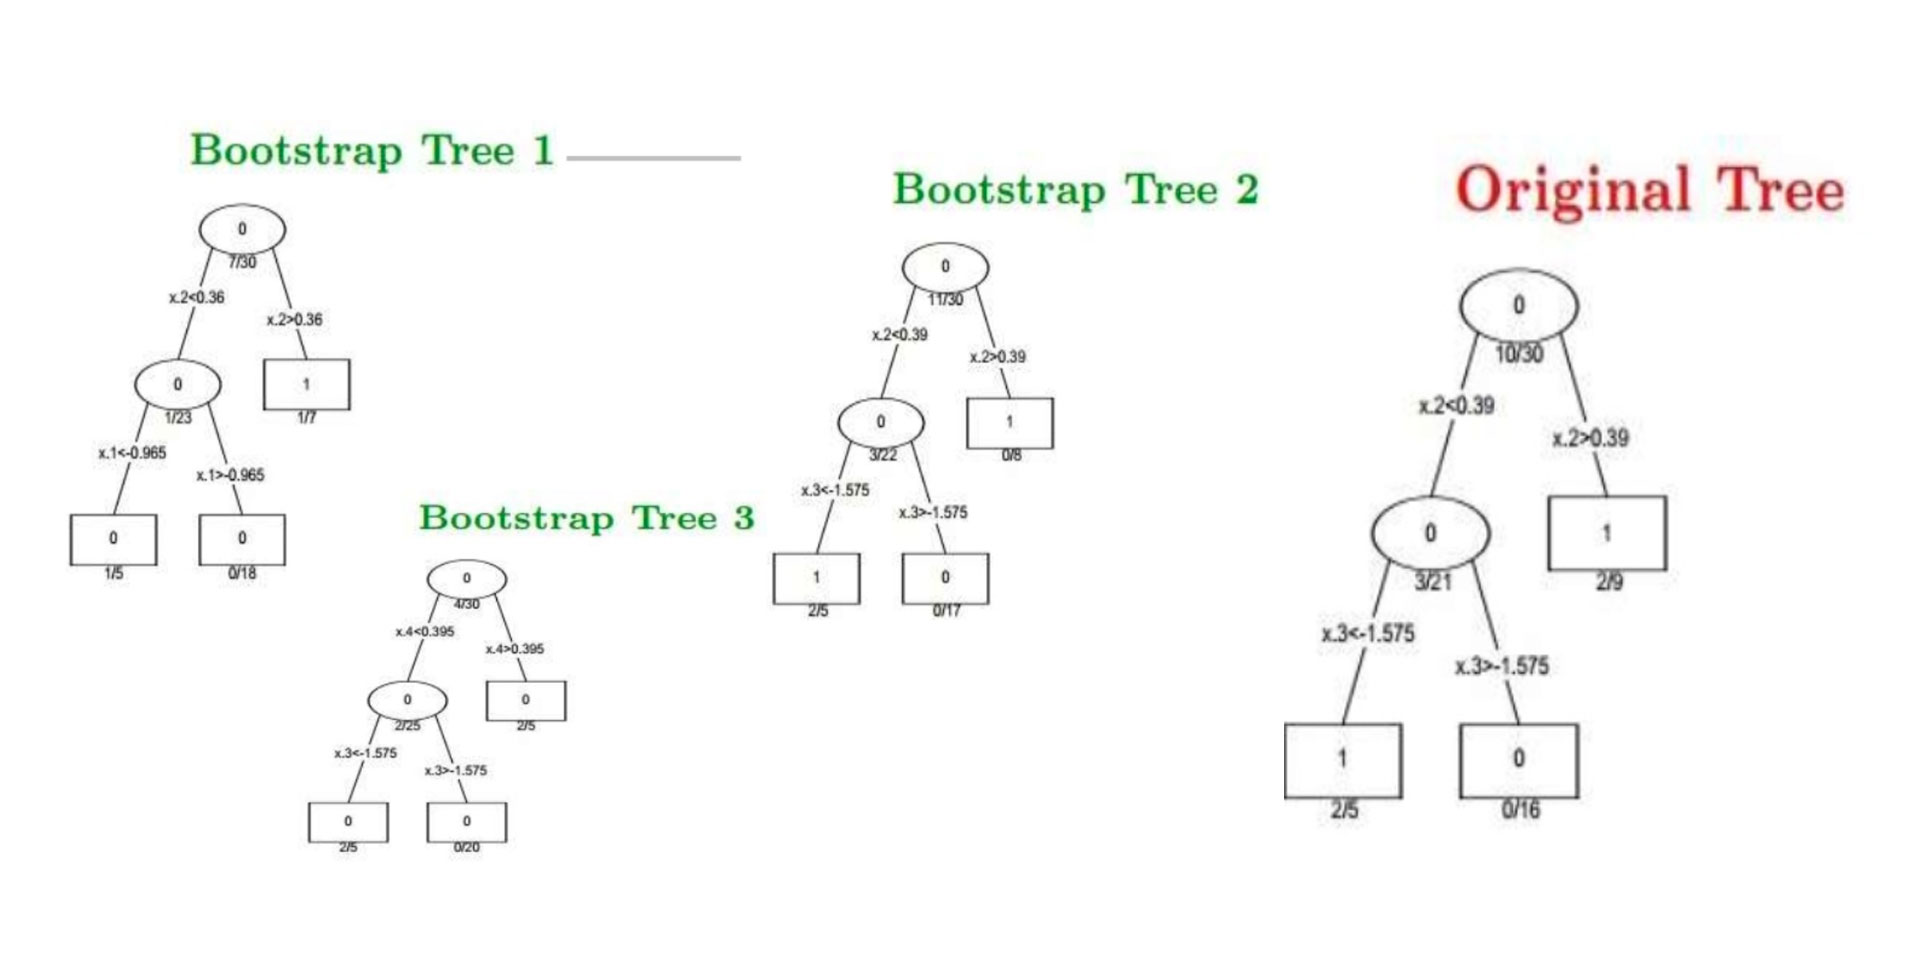 Bootstrap Tree 1
0
7/30
x.2<0.36
x.2>0.36
0
1/23
1
1/7
x.1<-0.965
x.1>-0.965
0
1/5
0
0/18
Bootstrap Tree 3
0
4/30
x.4<0.395
x.4>0.395
0
2/25
0
2/5
x.3<-1.575
x.3>-1.575
0
2/5
0
0/20
Bootstrap Tree 2
0
11/30
x.2<0.39
x.2>0.39
0
3/22
1
0/8
x.3<-1.575
x.3>-1.575
1
2/5
0
0/17
Original Tree
0
10/30
x.2<0.39
x.2>0.39
0
3/21
1
2/9
x.3<-1.575
x.3>-1.575
1
2/5
0
0/16